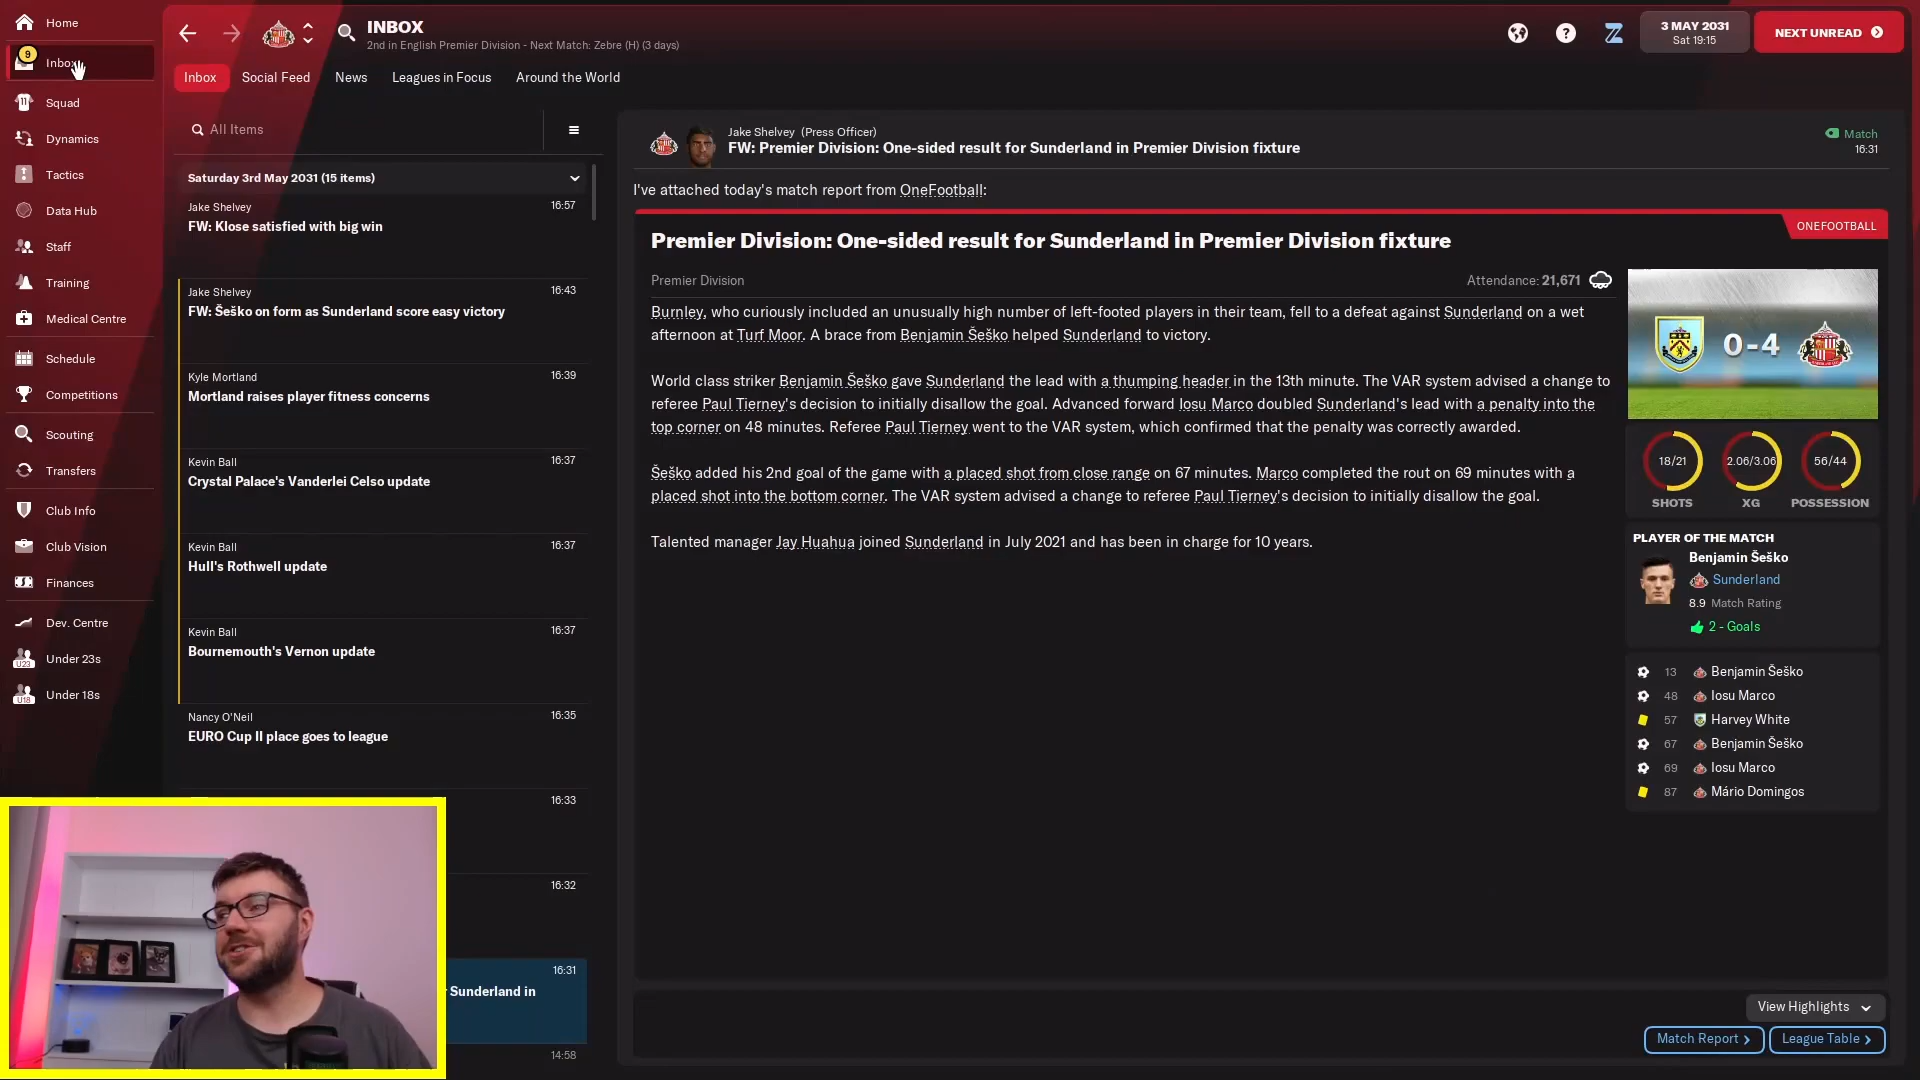 Home
9
Inbox
Squad
Dynamics
Tactics
Data Hub
Staff
Training
Medical Centre
Schedule
Competitions
Scouting
Transfers
Club Info
Club Vision
Finances
Dev. Centre
U23
Under 23s
U18
Under 18s
INBOX
2nd in English Premier Division - Next Match: Zebre (H) (3 days)
3 MAY 2031
Sat 19:15
NEXT UNREAD
Inbox
Social Feed
News
Leagues in Focus
Around the World
All Items
Saturday 3rd May 2031 (15 items)
Jake Shelvey
16:57
FW: Klose satisfied with big win
Jake Shelvey
16:43
FW: Šeško on form as Sunderland score easy victory
Kyle Mortland
16:39
Mortland raises player fitness concerns
Kevin Ball
16:37
Crystal Palace's Vanderlei Celso update
Kevin Ball
16:37
Hull's Rothwell update
Kevin Ball
16:37
Bournemouth's Vernon update
Nancy O'Neil
16:35
EURO Cup II place goes to league
16:33
16:32
16:31
Sunderland in
14:58
Jake Shelvey (Press Officer)
FW: Premier Division: One-sided result for Sunderland in Premier Division fixture
Match
16:31
I've attached today's match report from OneFootball:
ONEFOOTBALL
Premier Division: One-sided result for Sunderland in Premier Division fixture
Premier Division
Attendance: 21,671
Burnley, who curiously included an unusually high number of left-footed players in their team, fell to a defeat against Sunderland on a wet
afternoon at Turf Moor. A brace from Benjamin Šeško helped Sunderland to victory.
World class striker Benjamin Šeško gave Sunderland the lead with a thumping header in the 13th minute. The VAR system advised a change to
referee Paul Tierney's decision to initially disallow the goal. Advanced forward Iosu Marco doubled Sunderland's lead with a penalty into the
top corner on 48 minutes. Referee Paul Tierney went to the VAR system, which confirmed that the penalty was correctly awarded.
Šeško added his 2nd goal of the game with a placed shot from close range on 67 minutes. Marco completed the rout on 69 minutes with a
placed shot into the bottom corner. The VAR system advised a change to referee Paul Tierney's decision to initially disallow the goal.
Talented manager Jay Huahua joined Sunderland in July 2021 and has been in charge for 10 years.
0-4
18/21
2.06/3.06
56/44
SHOTS
XG
POSSESSION
PLAYER OF THE MATCH
Benjamin Šeško
Sunderland
8.9 Match Rating
2 - Goals
13 Benjamin Šeško
48 Iosu Marco
57 Harvey White
67 Benjamin Šeško
69 Iosu Marco
87 Mário Domingos
View Highlights
Match Report
League Table